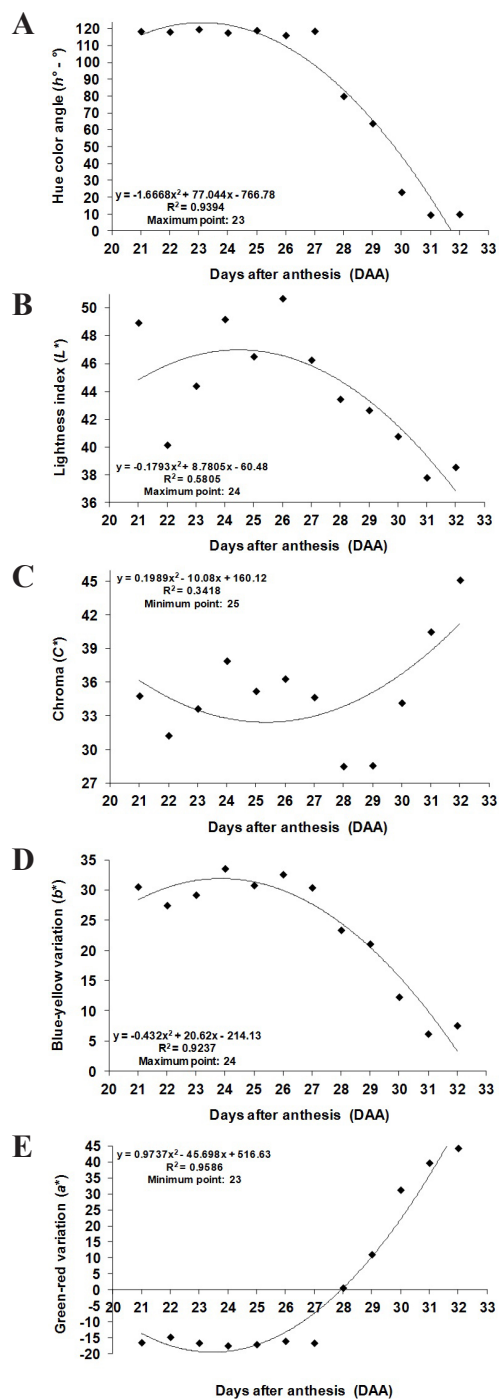 A
Hue color angle (h° - °)
120
110
100
90
80
70
60
50
40
30
20
10
0
y = -1.6668x² + 77.044x - 766.78
R² = 0.9394
Maximum point: 23
20 21 22 23 24 25 26 27 28 29 30 31 32 33
Days after anthesis (DAA)
B
Lightness index (L*)
50
48
46
44
42
40
38
36
y = -0.1793x² + 8.7805x - 60.48
R² = 0.5805
Maximum point: 24
20 21 22 23 24 25 26 27 28 29 30 31 32 33
Days after anthesis (DAA)
C
Chroma (C*)
45
42
39
36
33
30
27
y = 0.1989x² - 10.08x + 160.12
R² = 0.3418
Minimum point: 25
20 21 22 23 24 25 26 27 28 29 30 31 32 33
Days after anthesis (DAA)
D
Blue-yellow variation (b*)
35
30
25
20
15
10
5
0
y = -0.432x² + 20.62x - 214.13
R² = 0.9237
Maximum point: 24
20 21 22 23 24 25 26 27 28 29 30 31 32 33
Days after anthesis (DAA)
E
Green-red variation (a*)
45
40
35
30
25
20
15
10
5
0
-5
-10
-15
-20
y = 0.9737x² - 45.698x + 516.63
R² = 0.9586
Minimum point: 23
20 21 22 23 24 25 26 27 28 29 30 31 32 33
Days after anthesis (DAA)